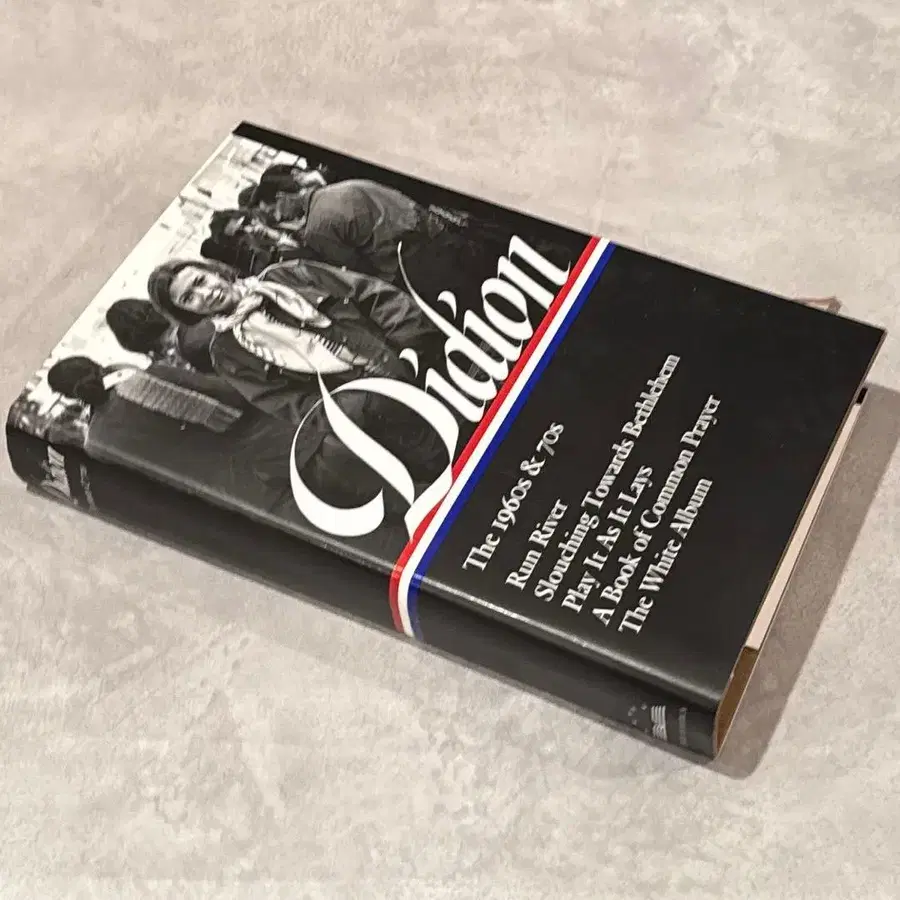 Didion
The 1960s & 70s
Run River
Slouching Towards Bethlehem
Play It As It Lays
A Book of Common Prayer
The White Album
Didion